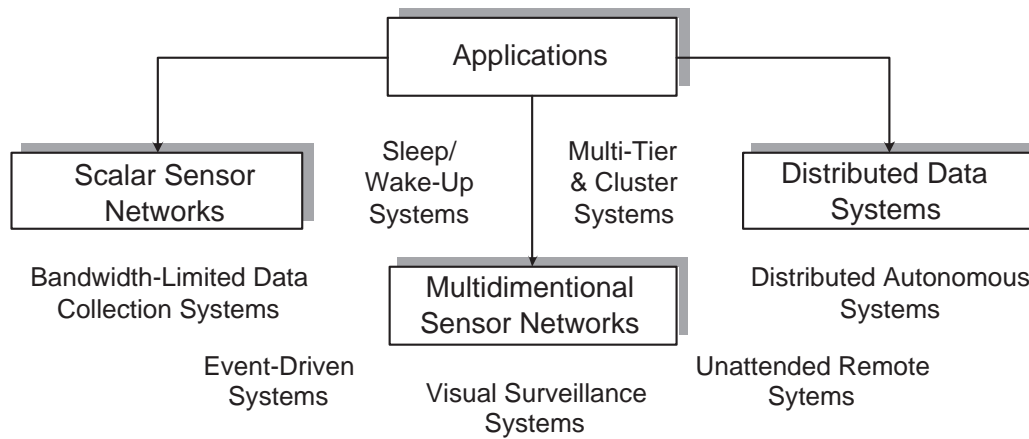 Applications
Scalar Sensor
Networks
Sleep/
Wake-Up
Systems
Multi-Tier
& Cluster
Systems
Distributed Data
Systems
Bandwidth-Limited Data
Collection Systems
Multidimentional
Sensor Networks
Distributed Autonomous
Systems
Event-Driven
Systems
Visual Surveillance
Systems
Unattended Remote
Sytems